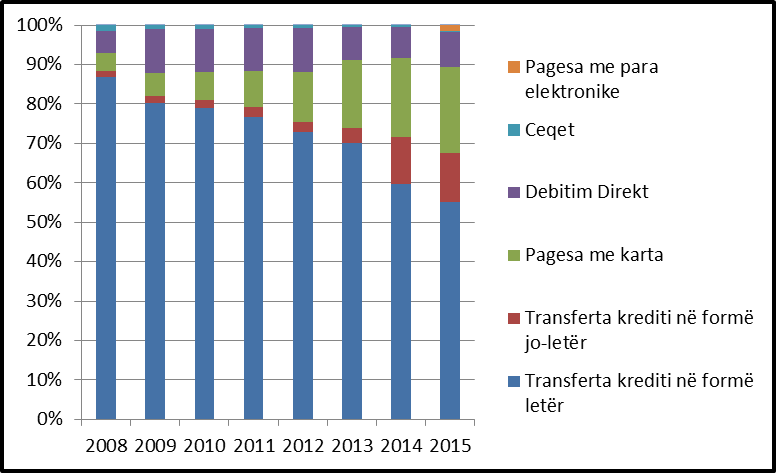 100%
90%
80%
70%
60%
50%
40%
30%
20%
10%
0%
2008 2009 2010 2011 2012 2013 2014 2015
Pagesa me para
elektronike
Ceqet
Debitim Direkt
Pagesa me karta
Transferta krediti në formë
jo-letër
Transferta krediti në formë
letër